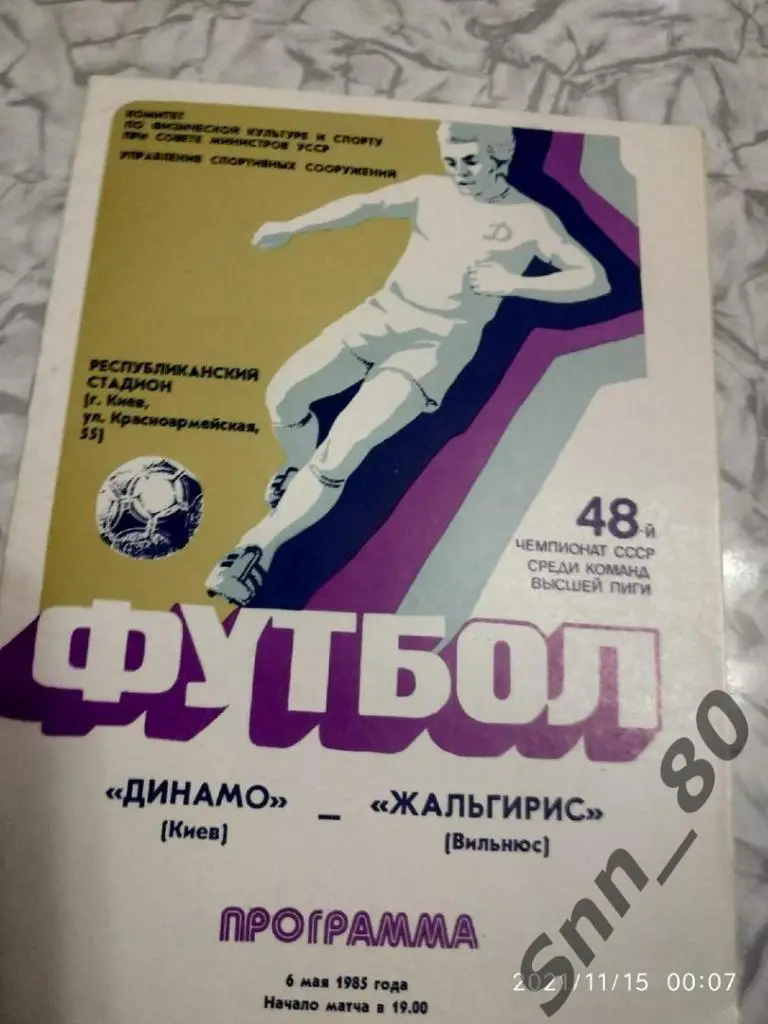 КОМИТЕТ
ПО ФИЗИЧЕСКОЙ КУЛЬТУРЕ И СПОРТУ
ПРИ СОВЕТЕ МИНИСТРОВ УССР
УПРАВЛЕНИЕ СПОРТИВНЫХ СООРУЖЕНИЙ
Д
РЕСПУБЛИКАНСКИЙ
СТАДИОН
(г. Киев,
ул. Красноармейская,
55)
48-й
ЧЕМПИОНАТ СССР
СРЕДИ КОМАНД
ВЫСШЕЙ ЛИГИ
ФУТБОЛ
«ДИНАМО» – «ЖАЛЬГИРИС»
(Киев) (Вильнюс)
ПРОГРАММА
6 мая 1985 года
Начало матча в 19.00
2021/11/15 00:07
Snn_80